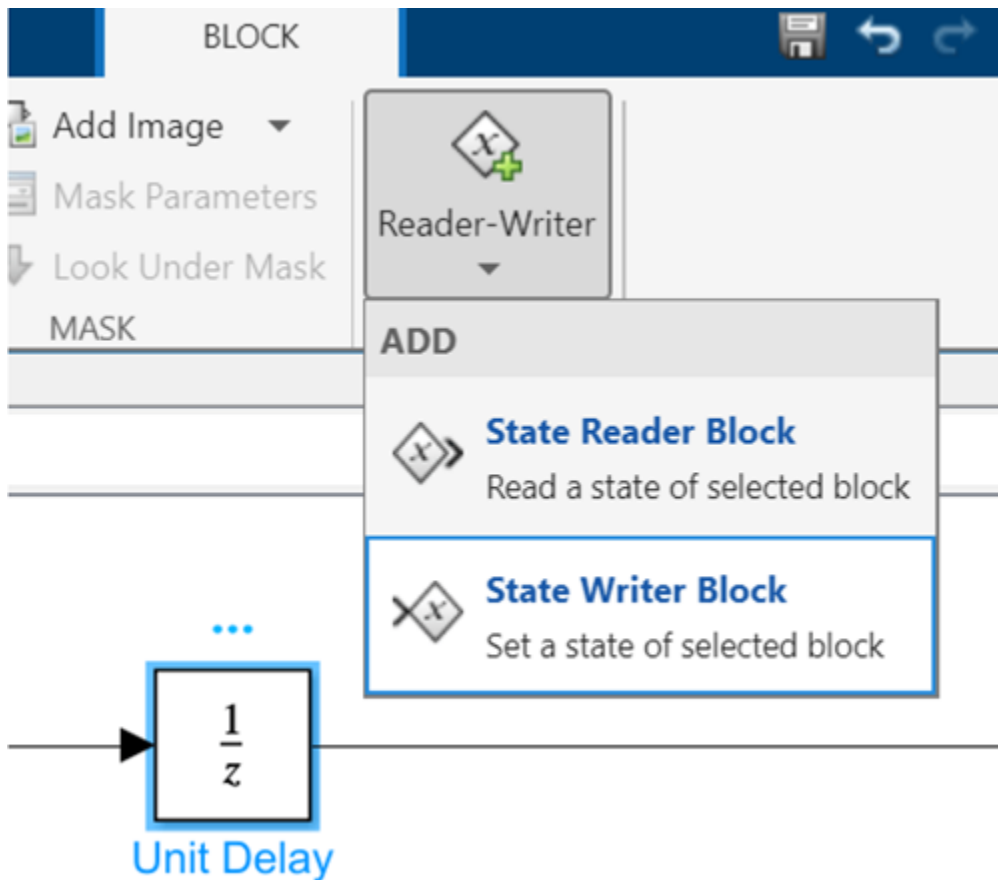 BLOCK
Add Image
Mask Parameters
Look Under Mask
MASK
Reader-Writer
ADD
State Reader Block
Read a state of selected block
State Writer Block
Set a state of selected block
1
z
Unit Delay